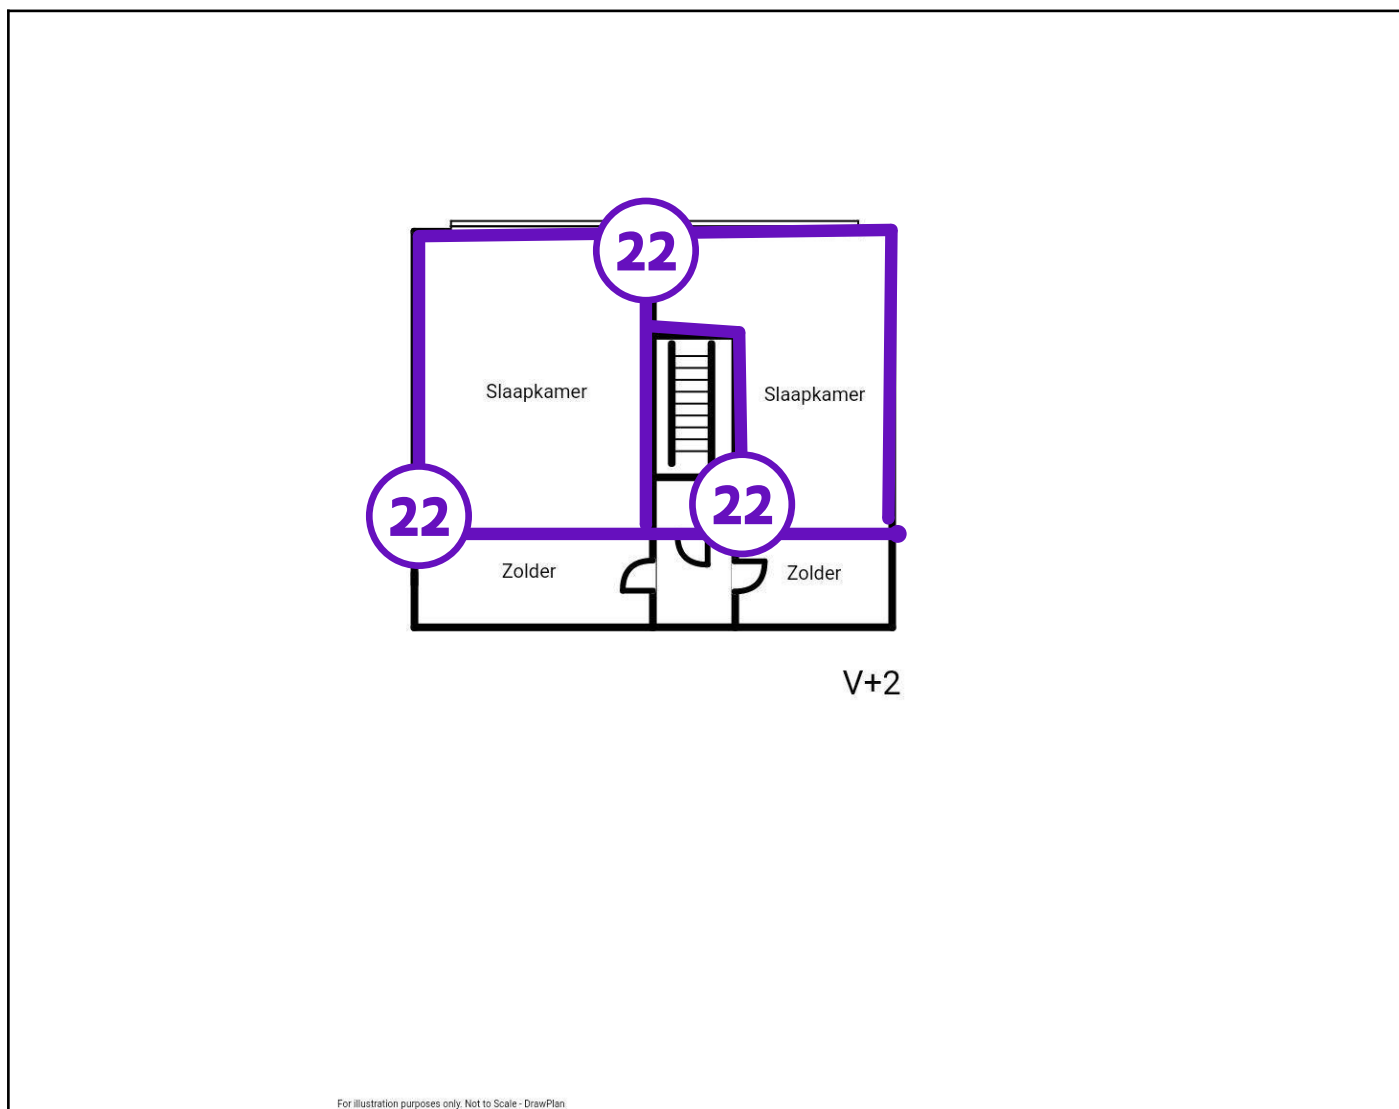 22
Slaapkamer
Slaapkamer
22
22
Zolder
Zolder
V+2
For illustration purposes only. Not to Scale - DrawPlan